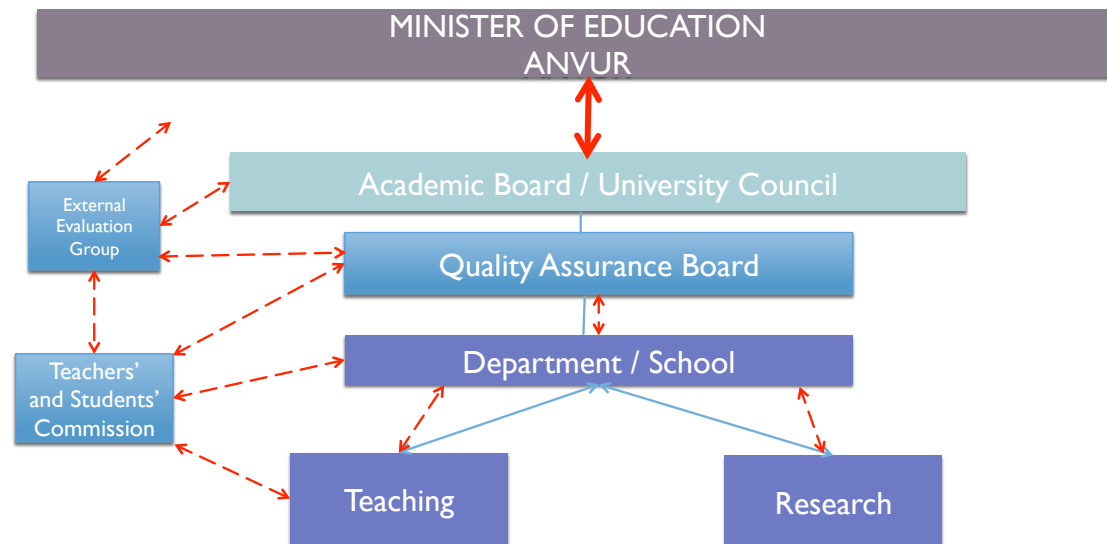 MINISTER OF EDUCATION
ANVUR
Academic Board / University Council
External
Evaluation
Group
Quality Assurance Board
Teachers’
and Students’
Commission
Department / School
Teaching
Research